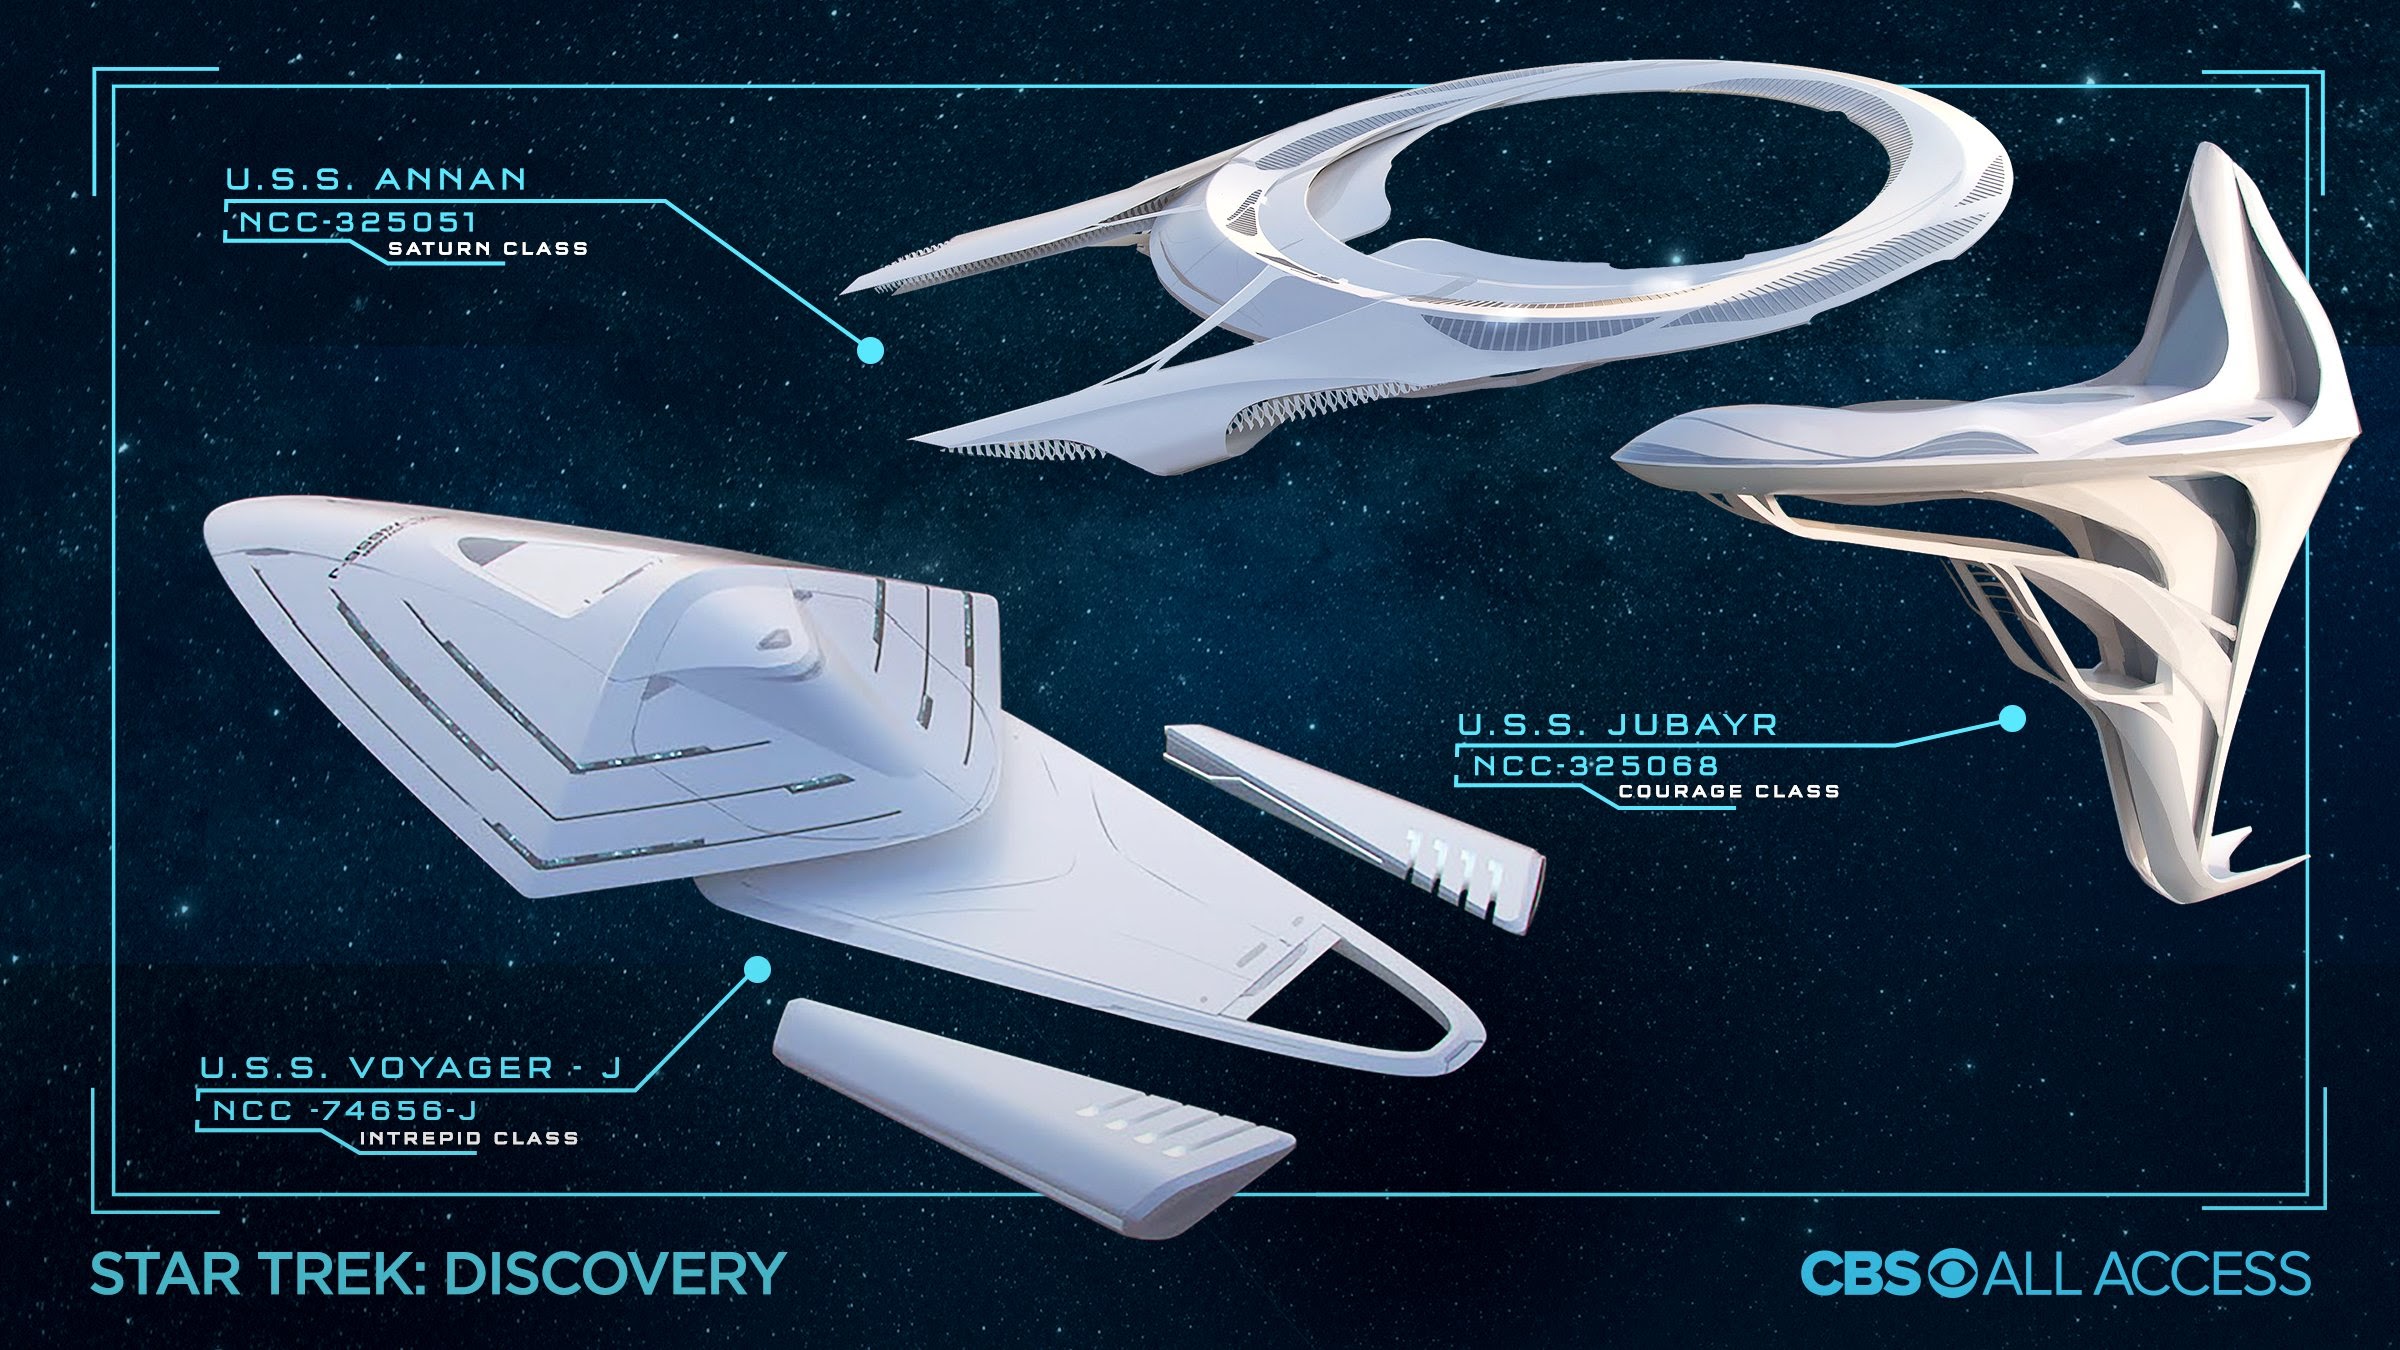 U.S.S. ANNAN
NCC-325051
SATURN CLASS
U.S.S. JUBAYR
NCC-325068
COURAGE CLASS
U.S.S. VOYAGER - J
NCC -74656-J
INTREPID CLASS
STAR TREK: DISCOVERY
CBS ALL ACCESS